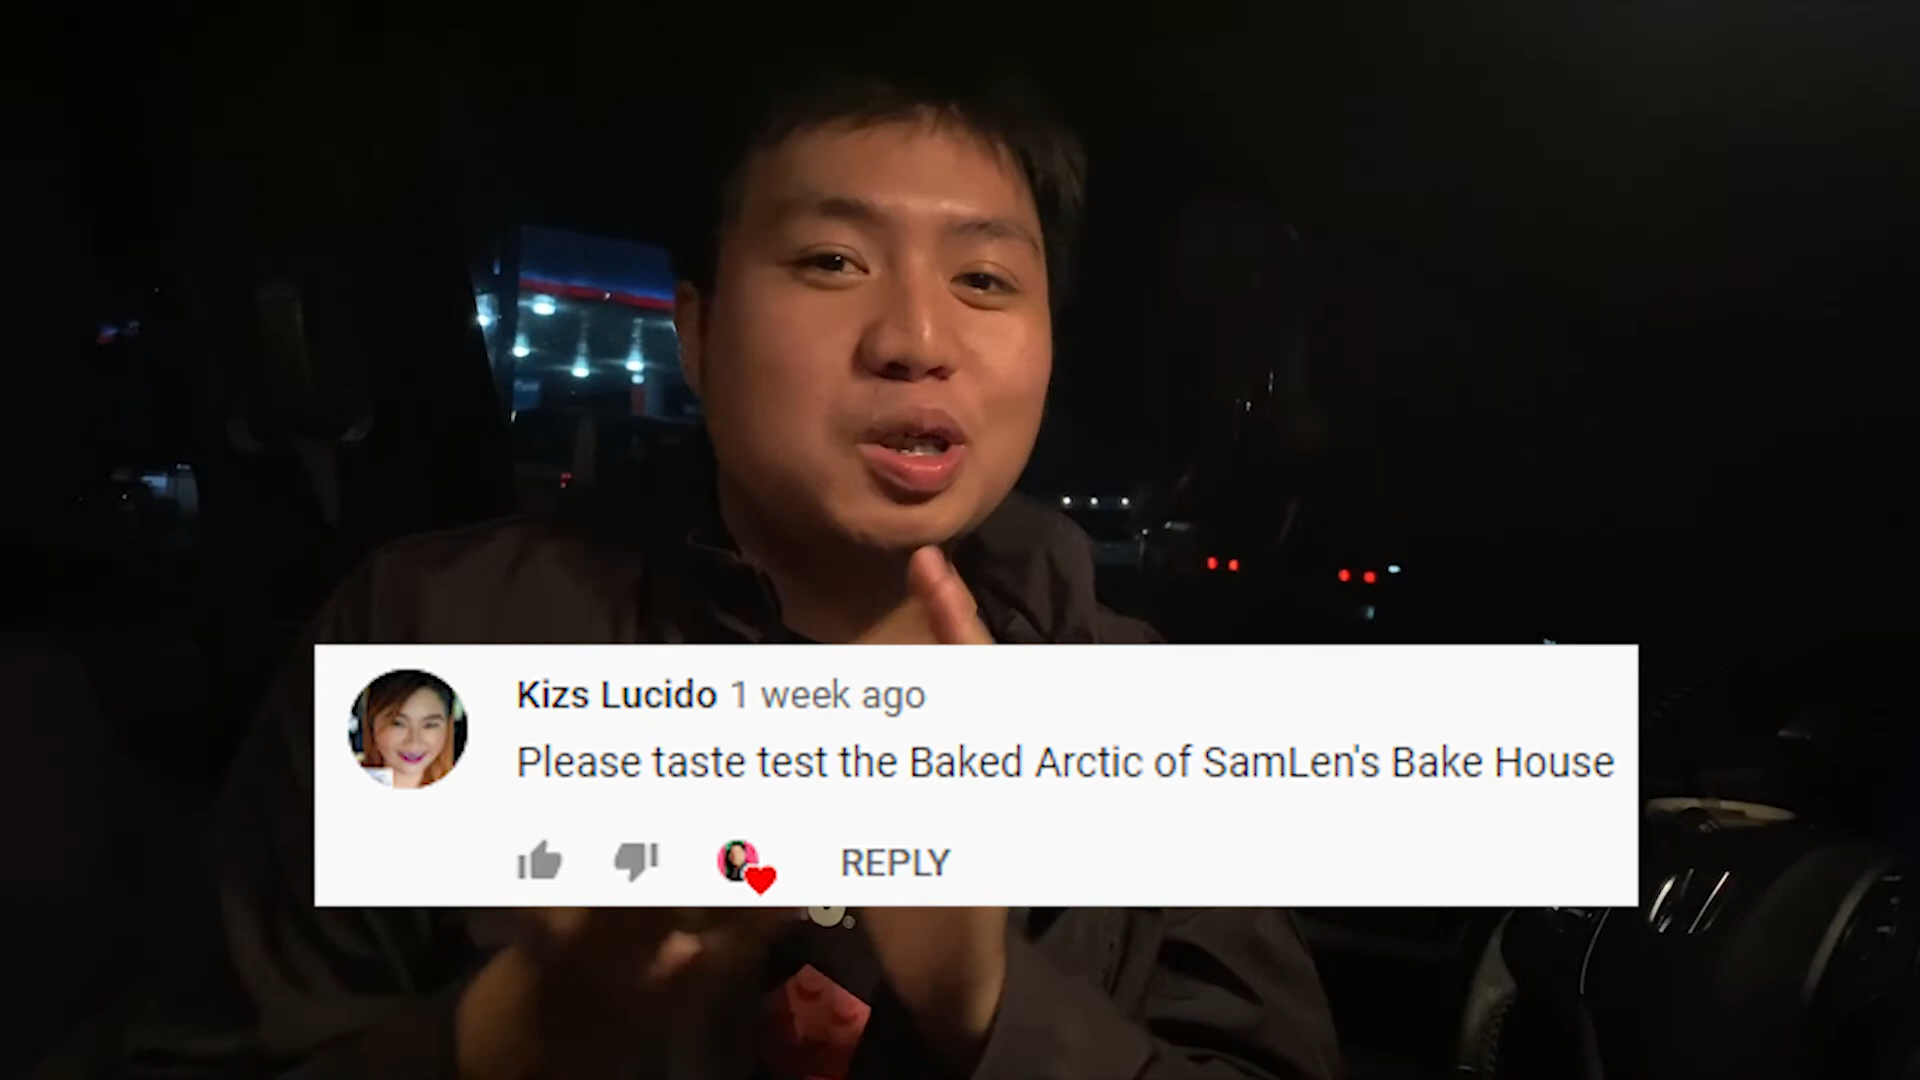 Kizs Lucido 1 week ago
Please taste test the Baked Arctic of SamLen's Bake House
REPLY